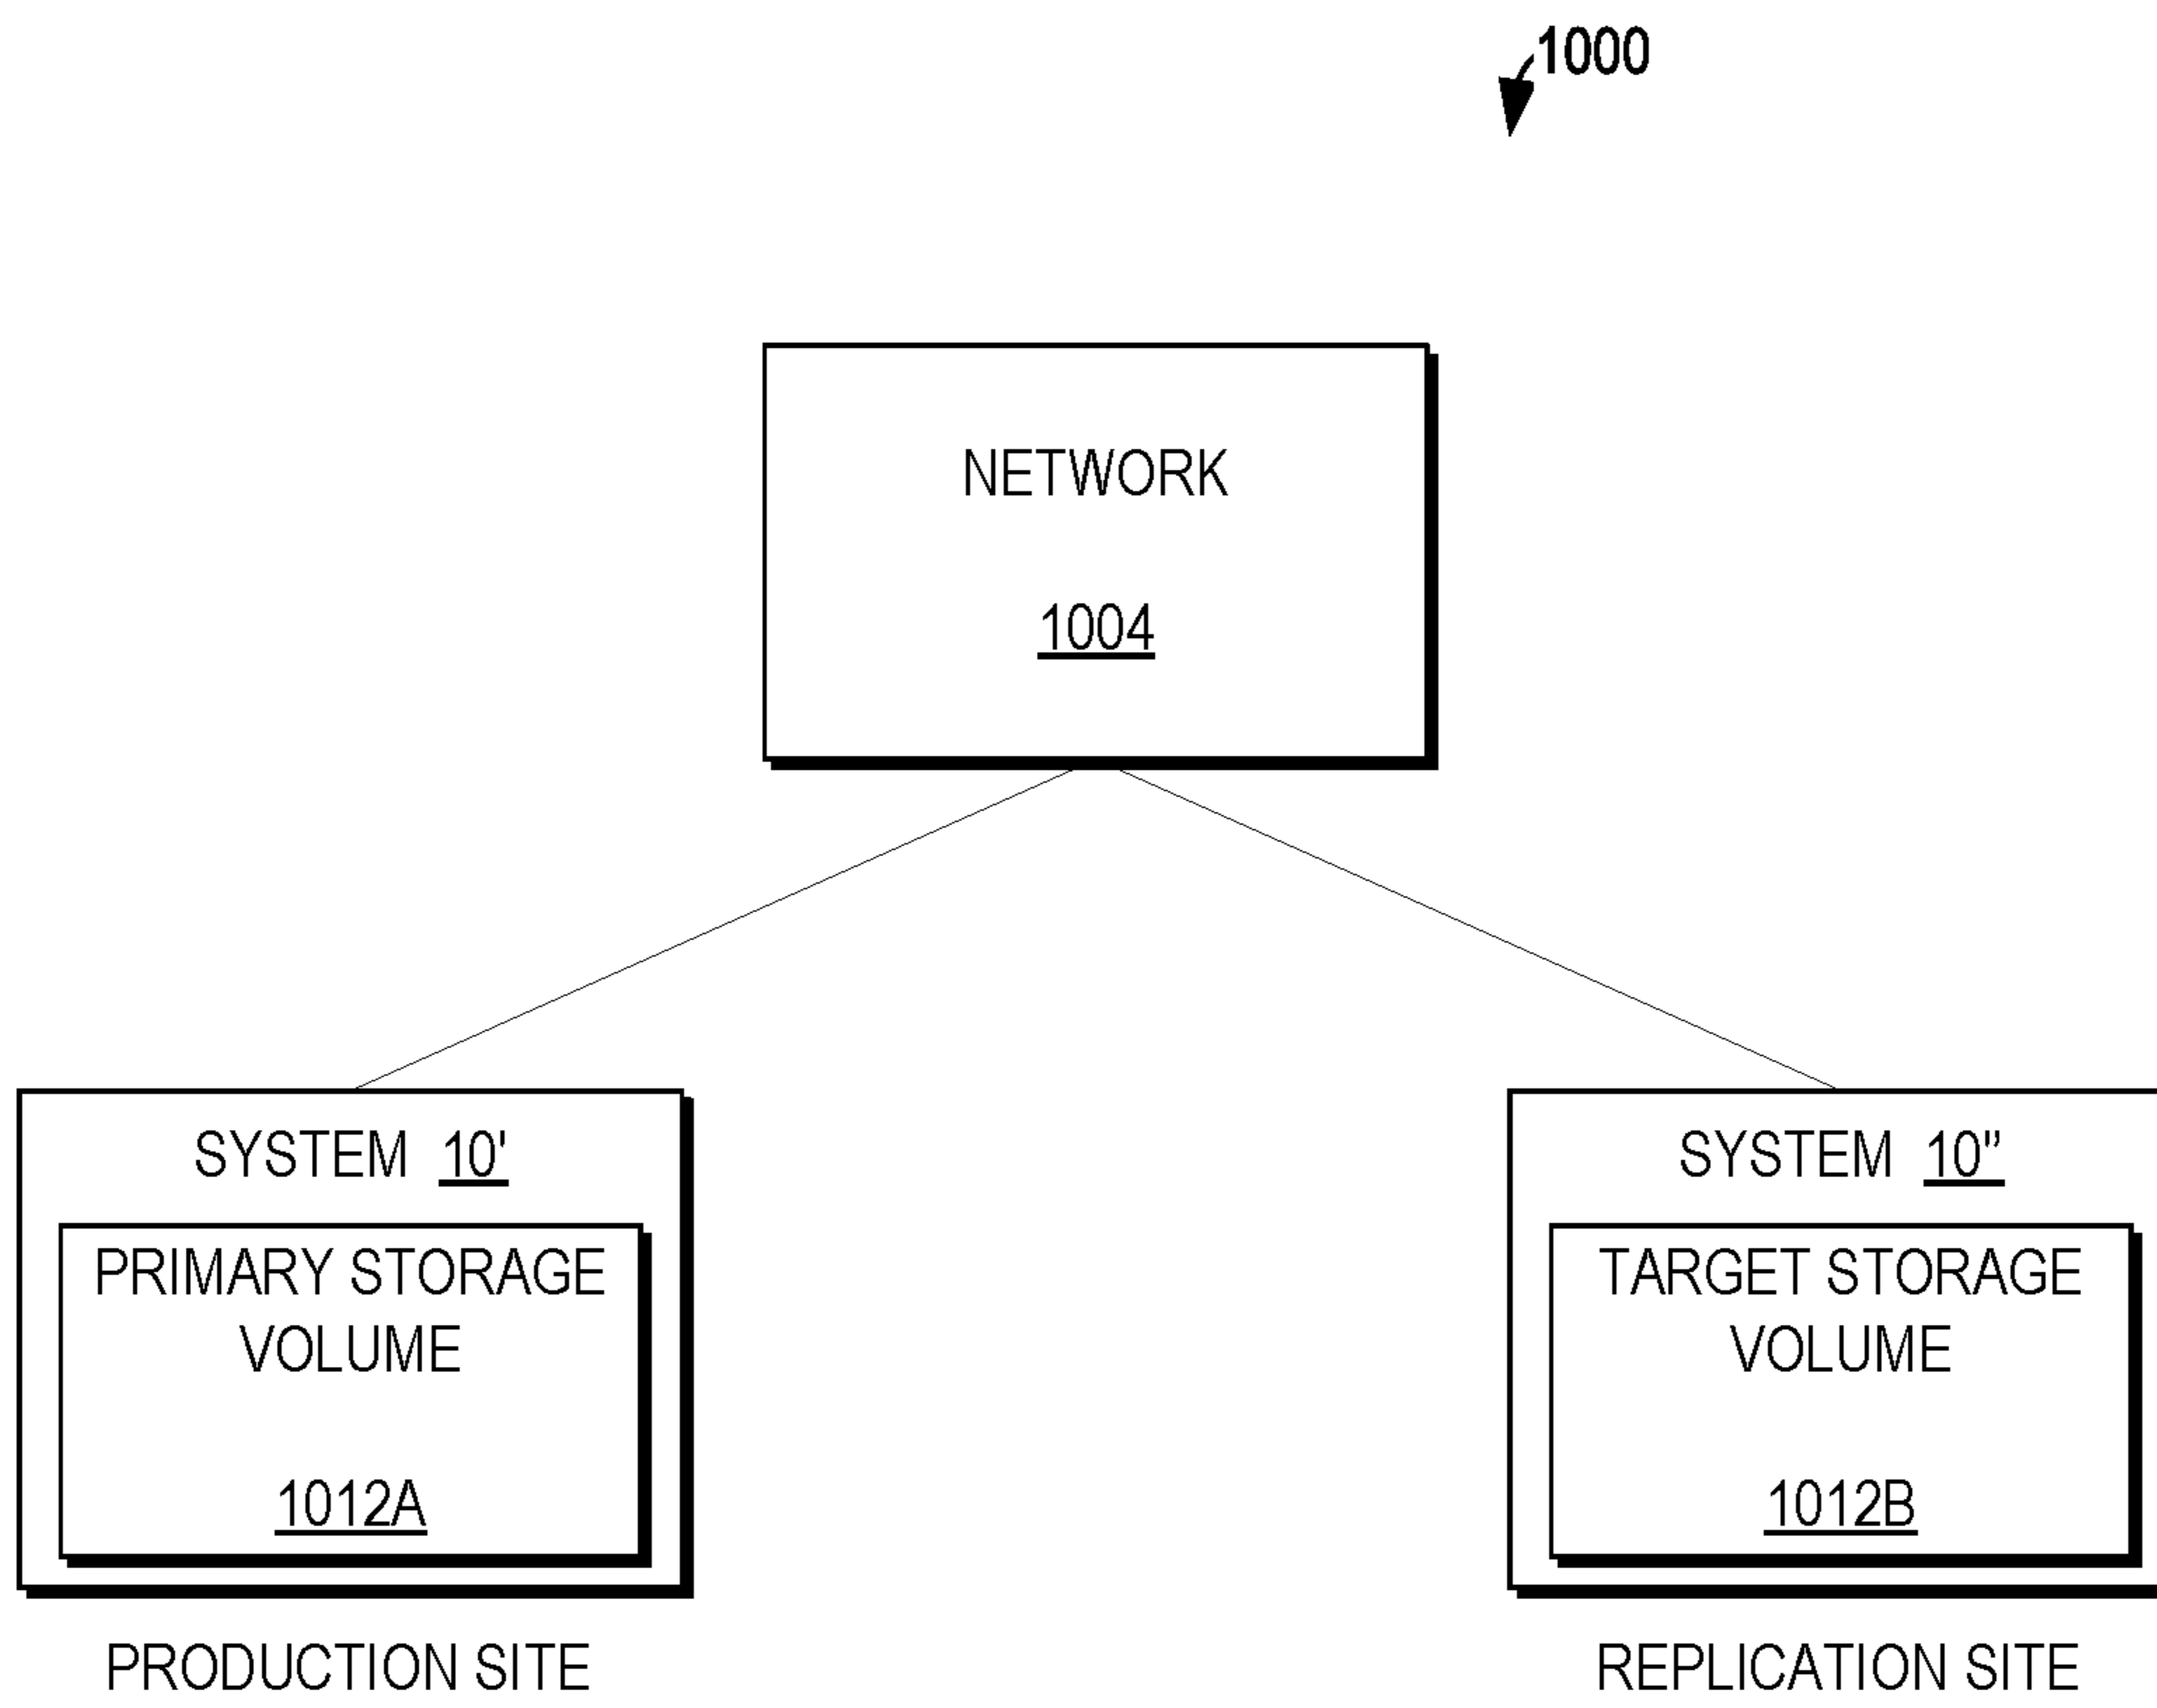 1000
NETWORK
1004
SYSTEM 10'
PRIMARY STORAGE
VOLUME
1012A
PRODUCTION SITE
SYSTEM 10"
TARGET STORAGE
VOLUME
1012B
REPLICATION SITE